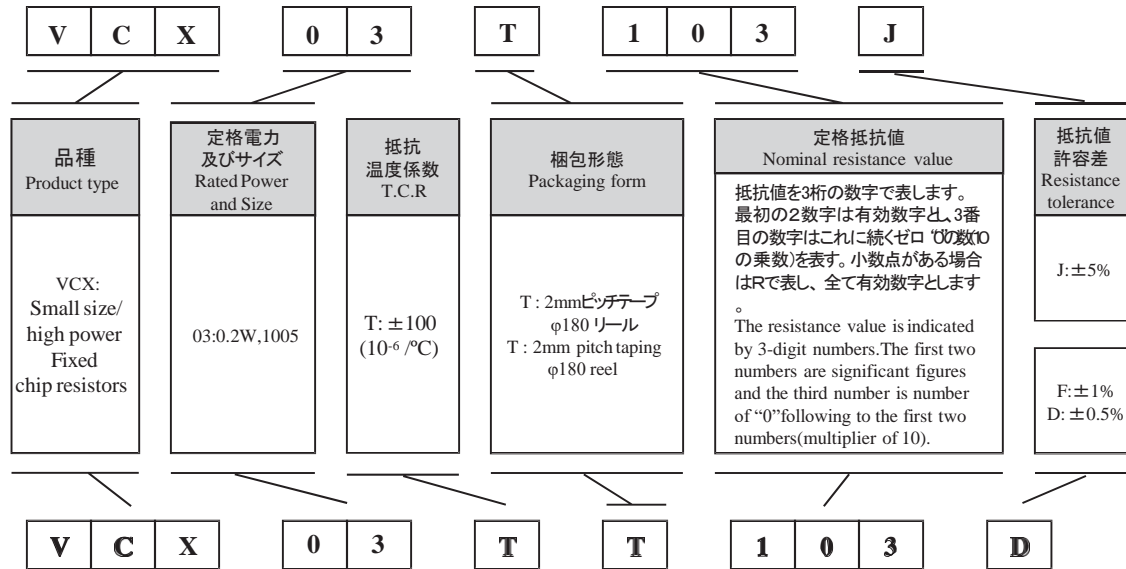 V C X 0 3 T 1 0 3 J
品種
Product type
定格電力
及びサイズ
Rated Power
and Size
抵抗
温度係数
T.C.R
梱包形態
Packaging form
定格抵抗値
Nominal resistance value
抵抗値
許容差
Resistance
tolerance
VCX:
Small size/
high power
Fixed
chip resistors
03:0.2W,1005
T: ±100
(10⁻⁶ /℃)
T : 2mmピッチテープ
φ180 リール
T : 2mm pitch taping
φ180 reel
抵抗値を3桁の数字で表します。
最初の2数字は有効数字とし、3番
目の数字はこれに続くゼロ “0”の数(10
の乗数)を表す。小数点がある場合
はRで表し、全て有効数字とします
。
The resistance value is indicated
by 3-digit numbers.The first two
numbers are significant figures
and the third number is number
of “0”following to the first two
numbers(multiplier of 10).
J:±5%
F:±1%
D:±0.5%
V C X 0 3 T T 1 0 3 D